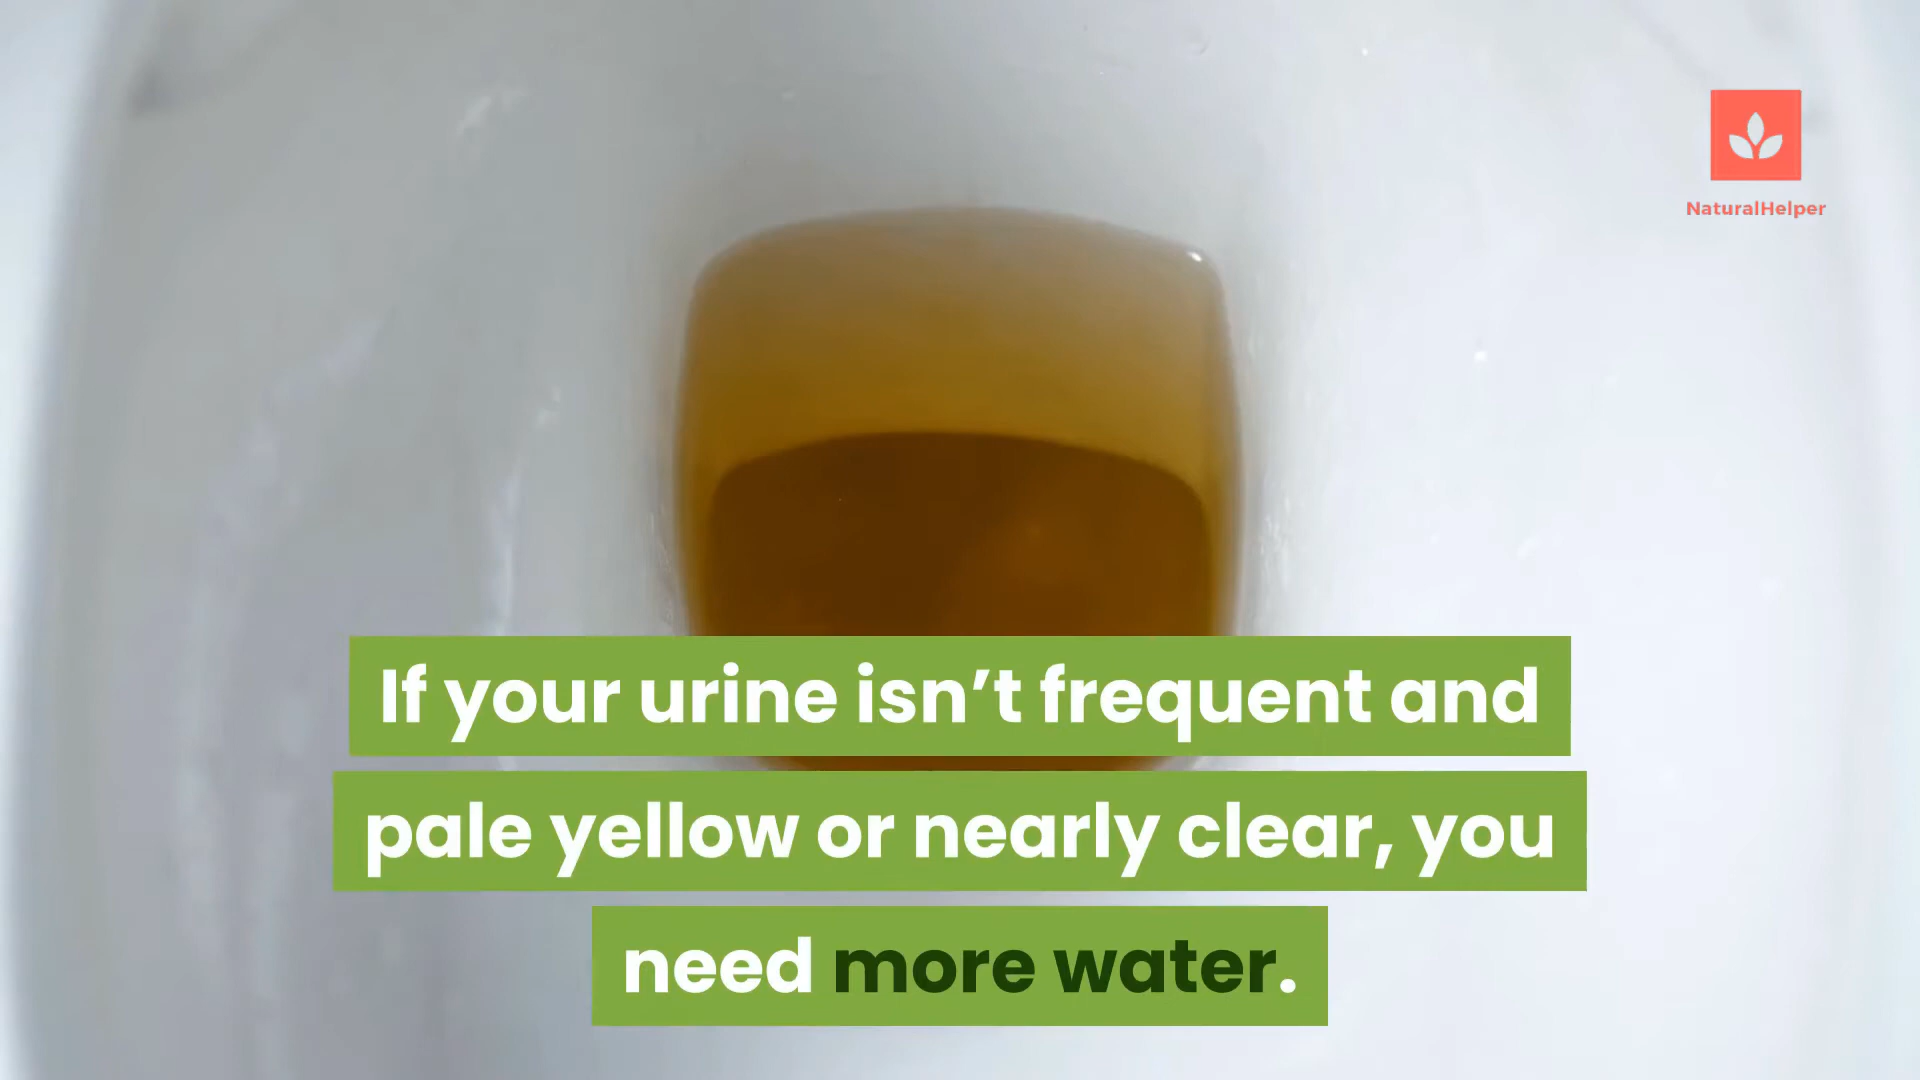 NaturalHelper
If your urine isn’t frequent and
pale yellow or nearly clear, you
need more water.